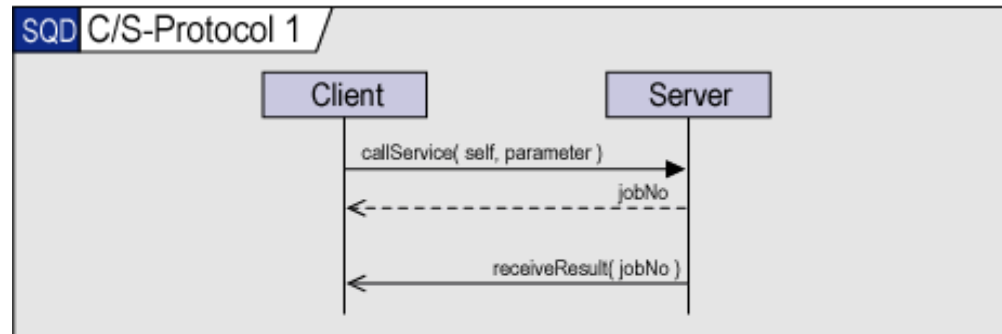 SQD C/S-Protocol 1
Client Server
callService( self, parameter )
jobNo
receiveResult( jobNo )